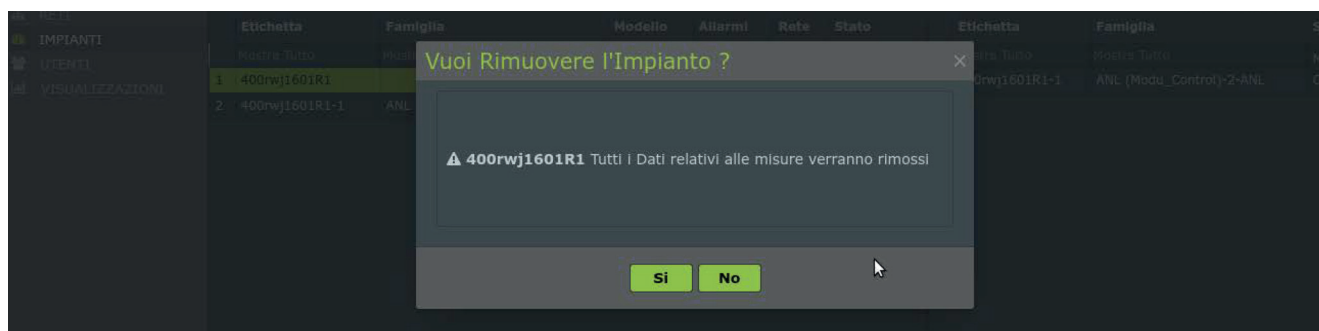 RETI
IMPIANTI
UTENTI
VISUALIZZAZIONI
Etichetta Famiglia Modello Allarmi Rete Stato
Mostra Tutto
1 400rwj1601R1
2 400rwj1601R1-1 ANL
Vuoi Rimuovere l'Impianto ? ×
400rwj1601R1 Tutti i Dati relativi alle misure verranno rimossi
Si No
Etichetta Famiglia
Tutto Mostra Tutto
ANL (Modu_Control)-2-ANL